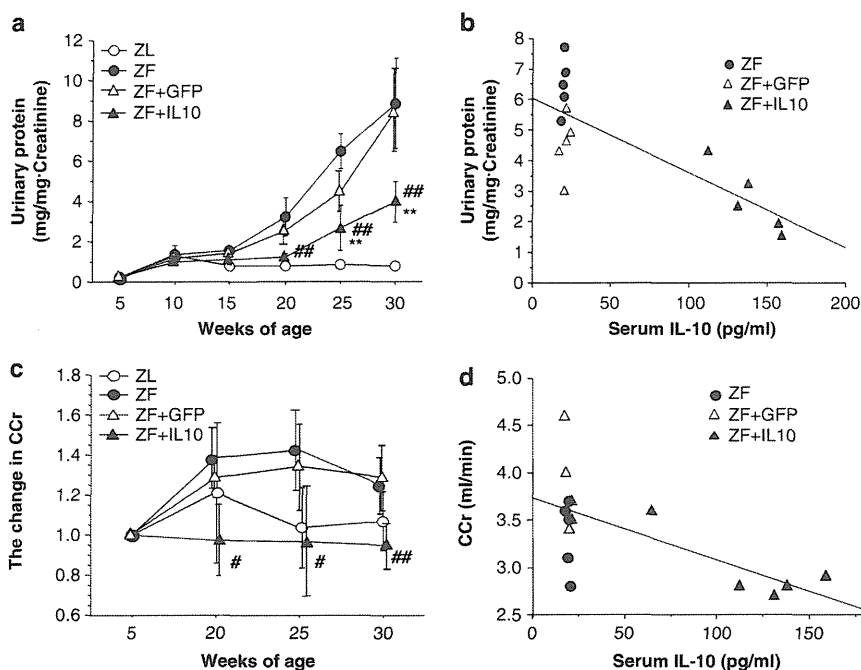 a
12
10
8
6
4
2
0
5 10 15 20 25 30
Urinary protein
(mg/mg·Creatinine)
Weeks of age
ZL
ZF
ZF+GFP
ZF+IL10
##
##
**
##
**
b
8
7
6
5
4
3
2
1
0
0 50 100 150 200
Urinary protein
(mg/mg·Creatinine)
Serum IL-10 (pg/ml)
ZF
ZF+GFP
ZF+IL10
c
1.8
1.6
1.4
1.2
1.0
0.8
0.6
5 20 25 30
The change in CCr
Weeks of age
ZL
ZF
ZF+GFP
ZF+IL10
#
#
##
d
5.0
4.5
4.0
3.5
3.0
2.5
0 50 100 150
CCr (ml/min)
Serum IL-10 (pg/ml)
ZF
ZF+GFP
ZF+IL10